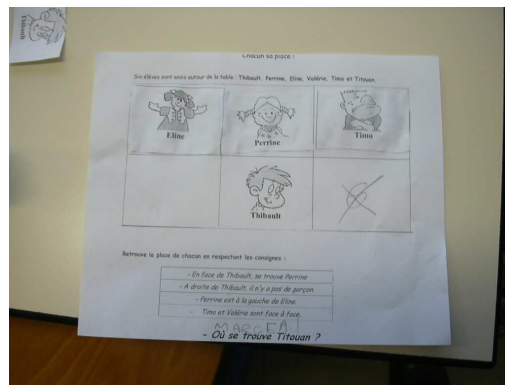 Thibault
Chacun sa place !
Six élèves sont assis autour de la table : Thibault, Perrine, Eline, Valérie, Timo et Titouan.
Eline
Perrine
Timo
Thibault
Retrouve la place de chacun en respectant les consignes :
- En face de Thibault, se trouve Perrine
- A droite de Thibault, il n'y a pas de garçon
- Perrine est à la gauche de Eline.
- Timo et Valérie sont face à face.
- Où se trouve Titouan ?